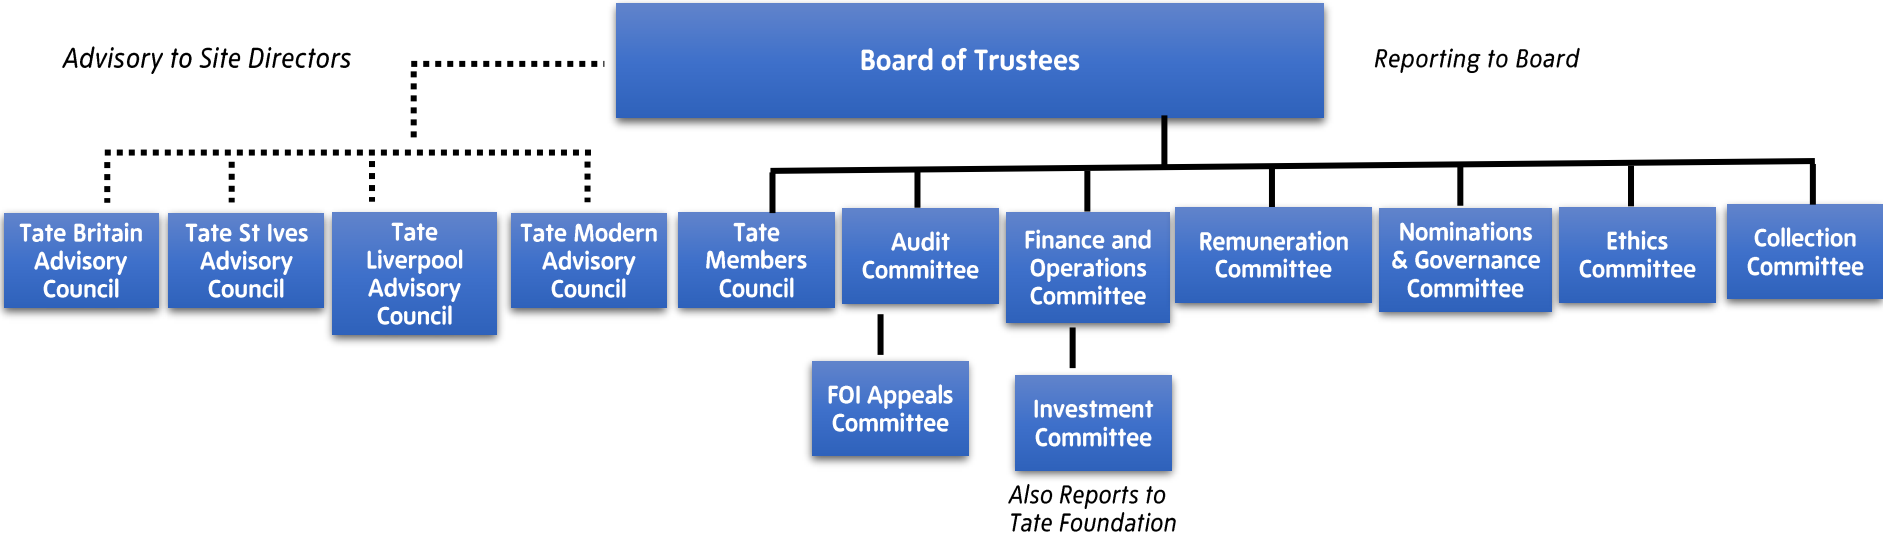 Advisory to Site Directors
Board of Trustees
Reporting to Board
Tate Britain
Advisory
Council
Tate St Ives
Advisory
Council
Tate
Liverpool
Advisory
Council
Tate Modern
Advisory
Council
Tate
Members
Council
Audit
Committee
Finance and
Operations
Committee
Remuneration
Committee
Nominations
& Governance
Committee
Ethics
Committee
Collection
Committee
FOI Appeals
Committee
Investment
Committee
Also Reports to
Tate Foundation